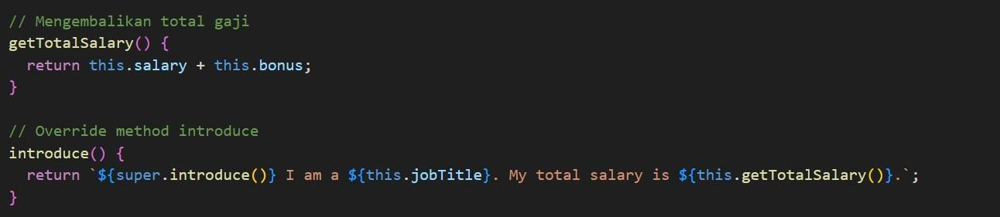 // Mengembalikan total gaji
getTotalSalary() {
  return this.salary + this.bonus;
}

// Override method introduce
introduce() {
  return `${super.introduce()} I am a ${this.jobTitle}. My total salary is ${this.getTotalSalary()}.`;
}